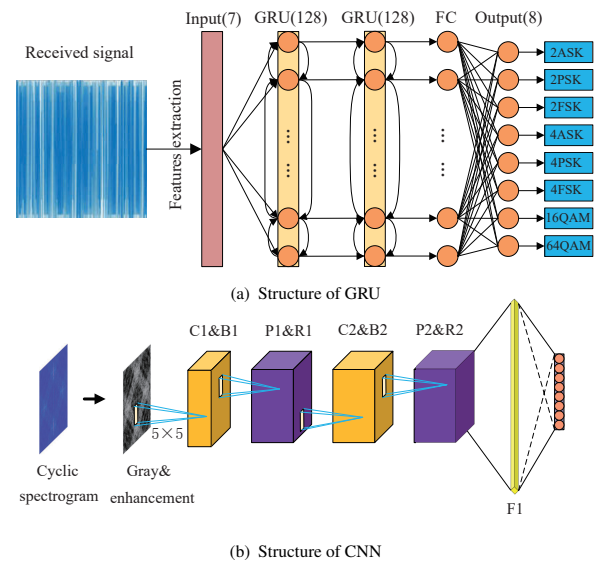 Input(7) GRU(128) GRU(128) FC Output(8)
Received signal
Features extraction
... ...
... ...
...
... ...
...
2ASK
2PSK
2FSK
4ASK
4PSK
4FSK
16QAM
64QAM
(a) Structure of GRU
C1&B1 P1&R1 C2&B2 P2&R2
5×5
Cyclic
spectrogram
Gray&
enhancement
F1
(b) Structure of CNN